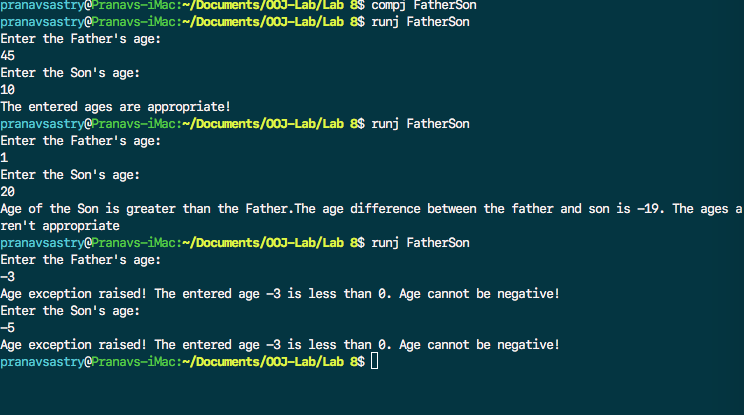 pranavsastry@Pranavs-iMac:~/Documents/OOJ-Lab/Lab 8$ compj FatherSon
pranavsastry@Pranavs-iMac:~/Documents/OOJ-Lab/Lab 8$ runj FatherSon
Enter the Father's age:
45
Enter the Son's age:
10
The entered ages are appropriate!
pranavsastry@Pranavs-iMac:~/Documents/OOJ-Lab/Lab 8$ runj FatherSon
Enter the Father's age:
1
Enter the Son's age:
20
Age of the Son is greater than the Father.The age difference between the father and son is -19. The ages a
ren't appropriate
pranavsastry@Pranavs-iMac:~/Documents/OOJ-Lab/Lab 8$ runj FatherSon
Enter the Father's age:
-3
Age exception raised! The entered age -3 is less than 0. Age cannot be negative!
Enter the Son's age:
-5
Age exception raised! The entered age -3 is less than 0. Age cannot be negative!
pranavsastry@Pranavs-iMac:~/Documents/OOJ-Lab/Lab 8$